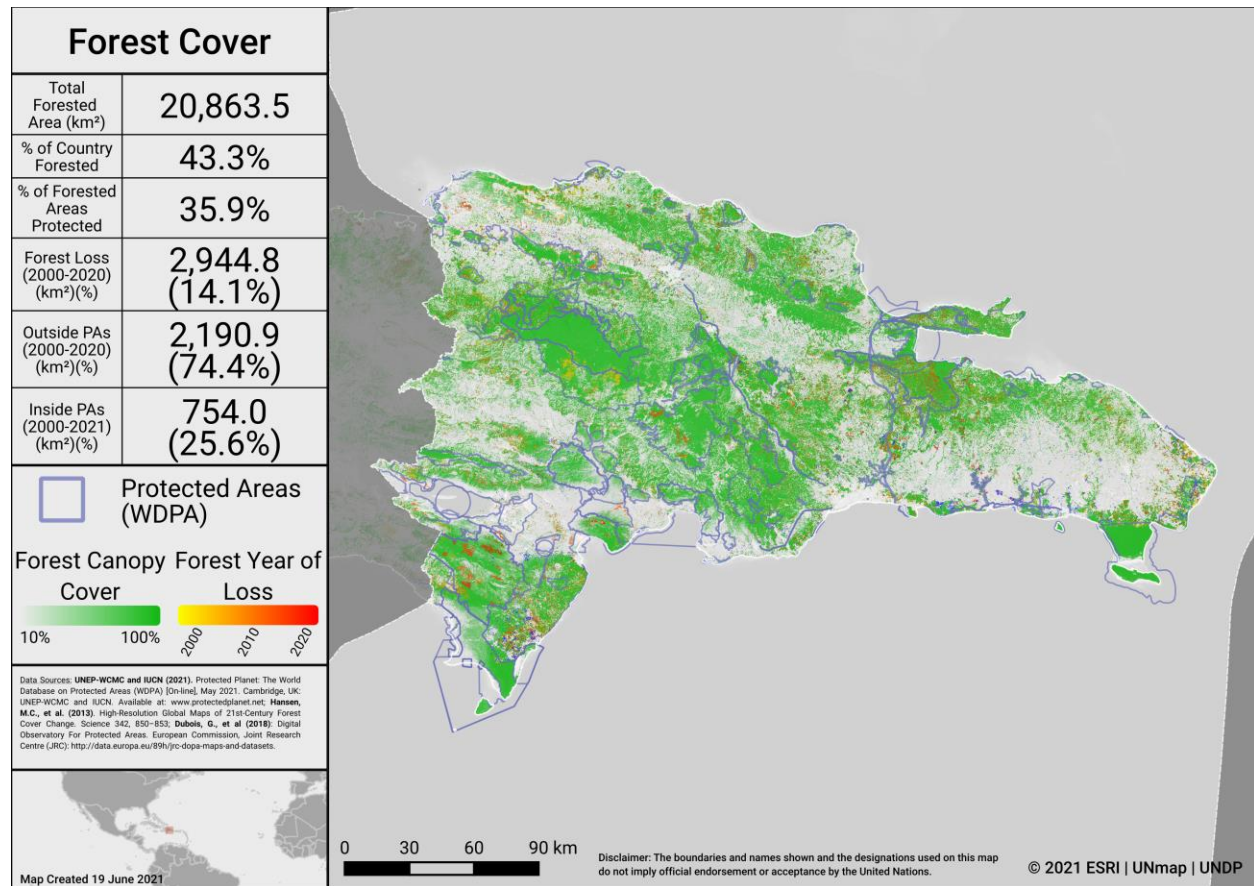 Forest Cover
Total
Forested
Area (km²)
20,863.5
% of Country
Forested
43.3%
% of Forested
Areas
Protected
35.9%
Forest Loss
(2000-2020)
(km²)(%)
2,944.8
(14.1%)
Outside PAs
(2000-2020)
(km²)(%)
2,190.9
(74.4%)
Inside PAs
(2000-2021)
(km²)(%)
754.0
(25.6%)
Protected Areas
(WDPA)
Forest Canopy
Cover
10%
100%
Forest Year of
Loss
2000
2010
2020
Data Sources: UNEP-WCMC and IUCN (2021). Protected Planet: The World
Database on Protected Areas (WDPA) [On-line], May 2021. Cambridge, UK:
UNEP-WCMC and IUCN. Available at: www.protectedplanet.net; Hansen,
M.C., et al. (2013). High-Resolution Global Maps of 21st-Century Forest
Cover Change. Science 342, 850–853; Dubois, G., et al (2018): Digital
Observatory For Protected Areas. European Commission, Joint Research
Centre (JRC): http://data.europa.eu/89h/jrc-dopa-maps-and-datasets.
Map Created 19 June 2021
0 30 60 90 km
Disclaimer: The boundaries and names shown and the designations used on this map
do not imply official endorsement or acceptance by the United Nations.
© 2021 ESRI | UNmap | UNDP